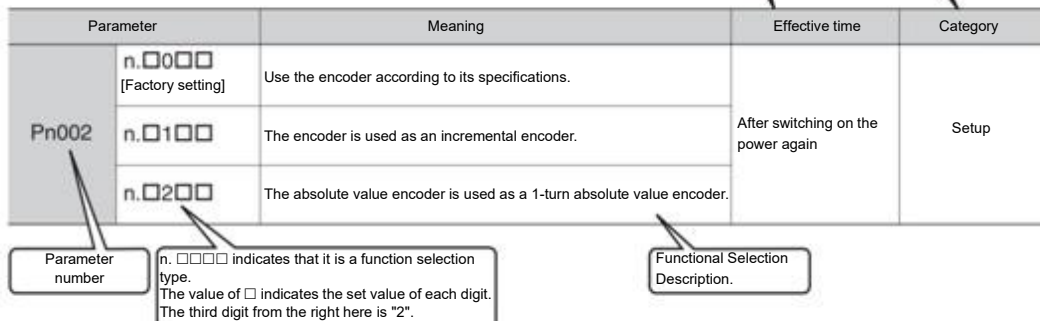 Parameter Meaning Effective time Category
n.□0□□
[Factory setting]
Use the encoder according to its specifications.
Pn002
n.□1□□
The encoder is used as an incremental encoder.
After switching on the
power again
Setup
n.□2□□
The absolute value encoder is used as a 1-turn absolute value encoder.
Parameter
number
n. □□□□ indicates that it is a function selection
type.
The value of □ indicates the set value of each digit.
The third digit from the right here is "2".
Functional Selection
Description.